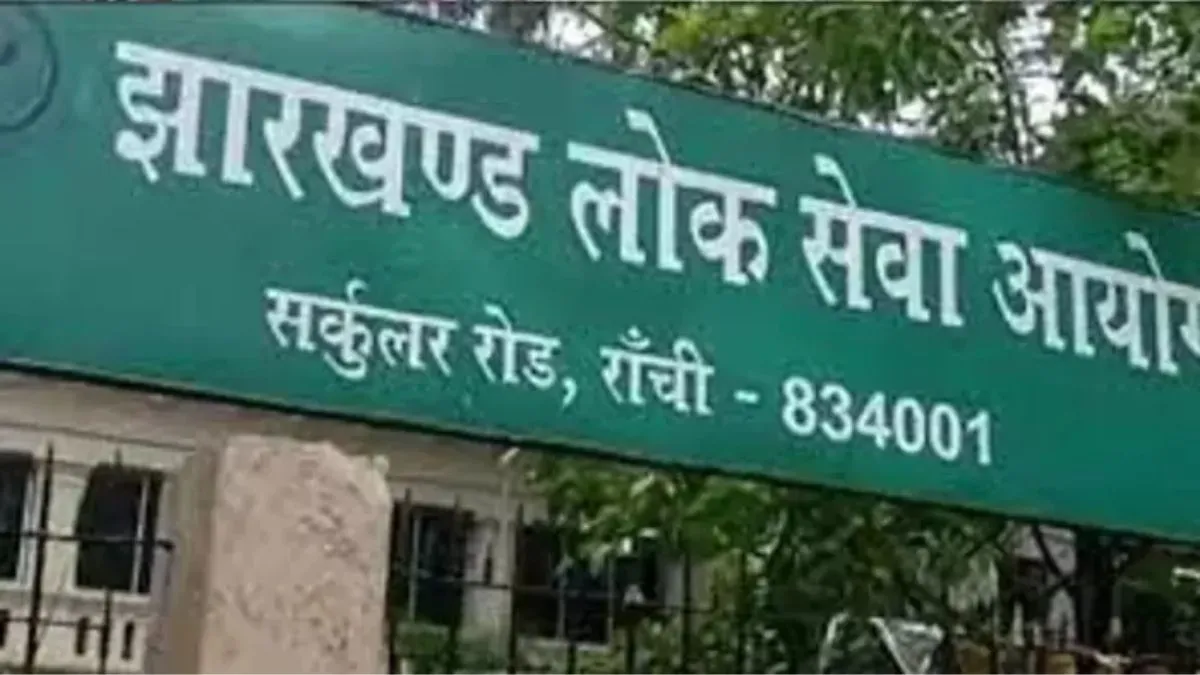 झारखण्ड लोक सेवा आयोग
सर्कुलर रोड, राँची - 834001